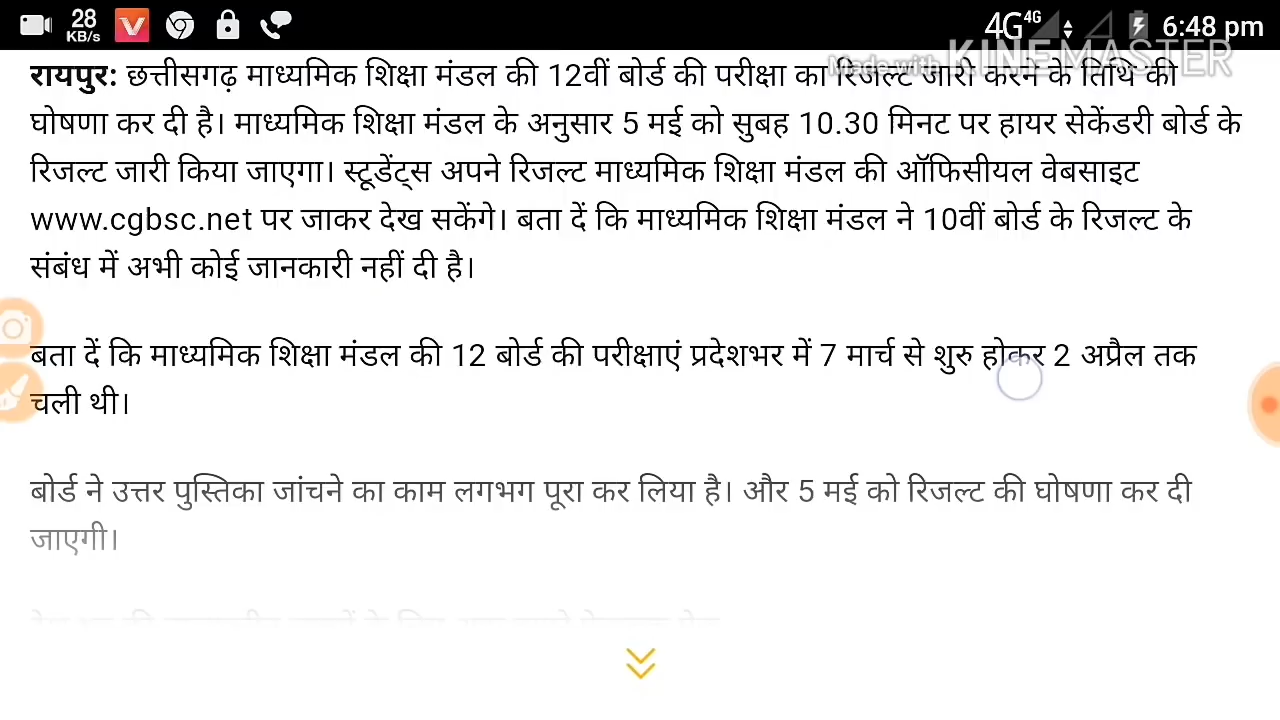 28
KB/s
4G 4G
6:48 pm
Made with KINEMASTER
रायपुर: छत्तीसगढ़ माध्यमिक शिक्षा मंडल की 12वीं बोर्ड की परीक्षा का रिजल्ट जारी करने के तिथि की
घोषणा कर दी है। माध्यमिक शिक्षा मंडल के अनुसार 5 मई को सुबह 10.30 मिनट पर हायर सेकेंडरी बोर्ड के
रिजल्ट जारी किया जाएगा। स्टूडेंट्स अपने रिजल्ट माध्यमिक शिक्षा मंडल की ऑफिसीयल वेबसाइट
www.cgbsc.net पर जाकर देख सकेंगे। बता दें कि माध्यमिक शिक्षा मंडल ने 10वीं बोर्ड के रिजल्ट के
संबंध में अभी कोई जानकारी नहीं दी है।
बता दें कि माध्यमिक शिक्षा मंडल की 12 बोर्ड की परीक्षाएं प्रदेशभर में 7 मार्च से शुरु होकर 2 अप्रैल तक
चली थी।
बोर्ड ने उत्तर पुस्तिका जांचने का काम लगभग पूरा कर लिया है। और 5 मई को रिजल्ट की घोषणा कर दी
जाएगी।